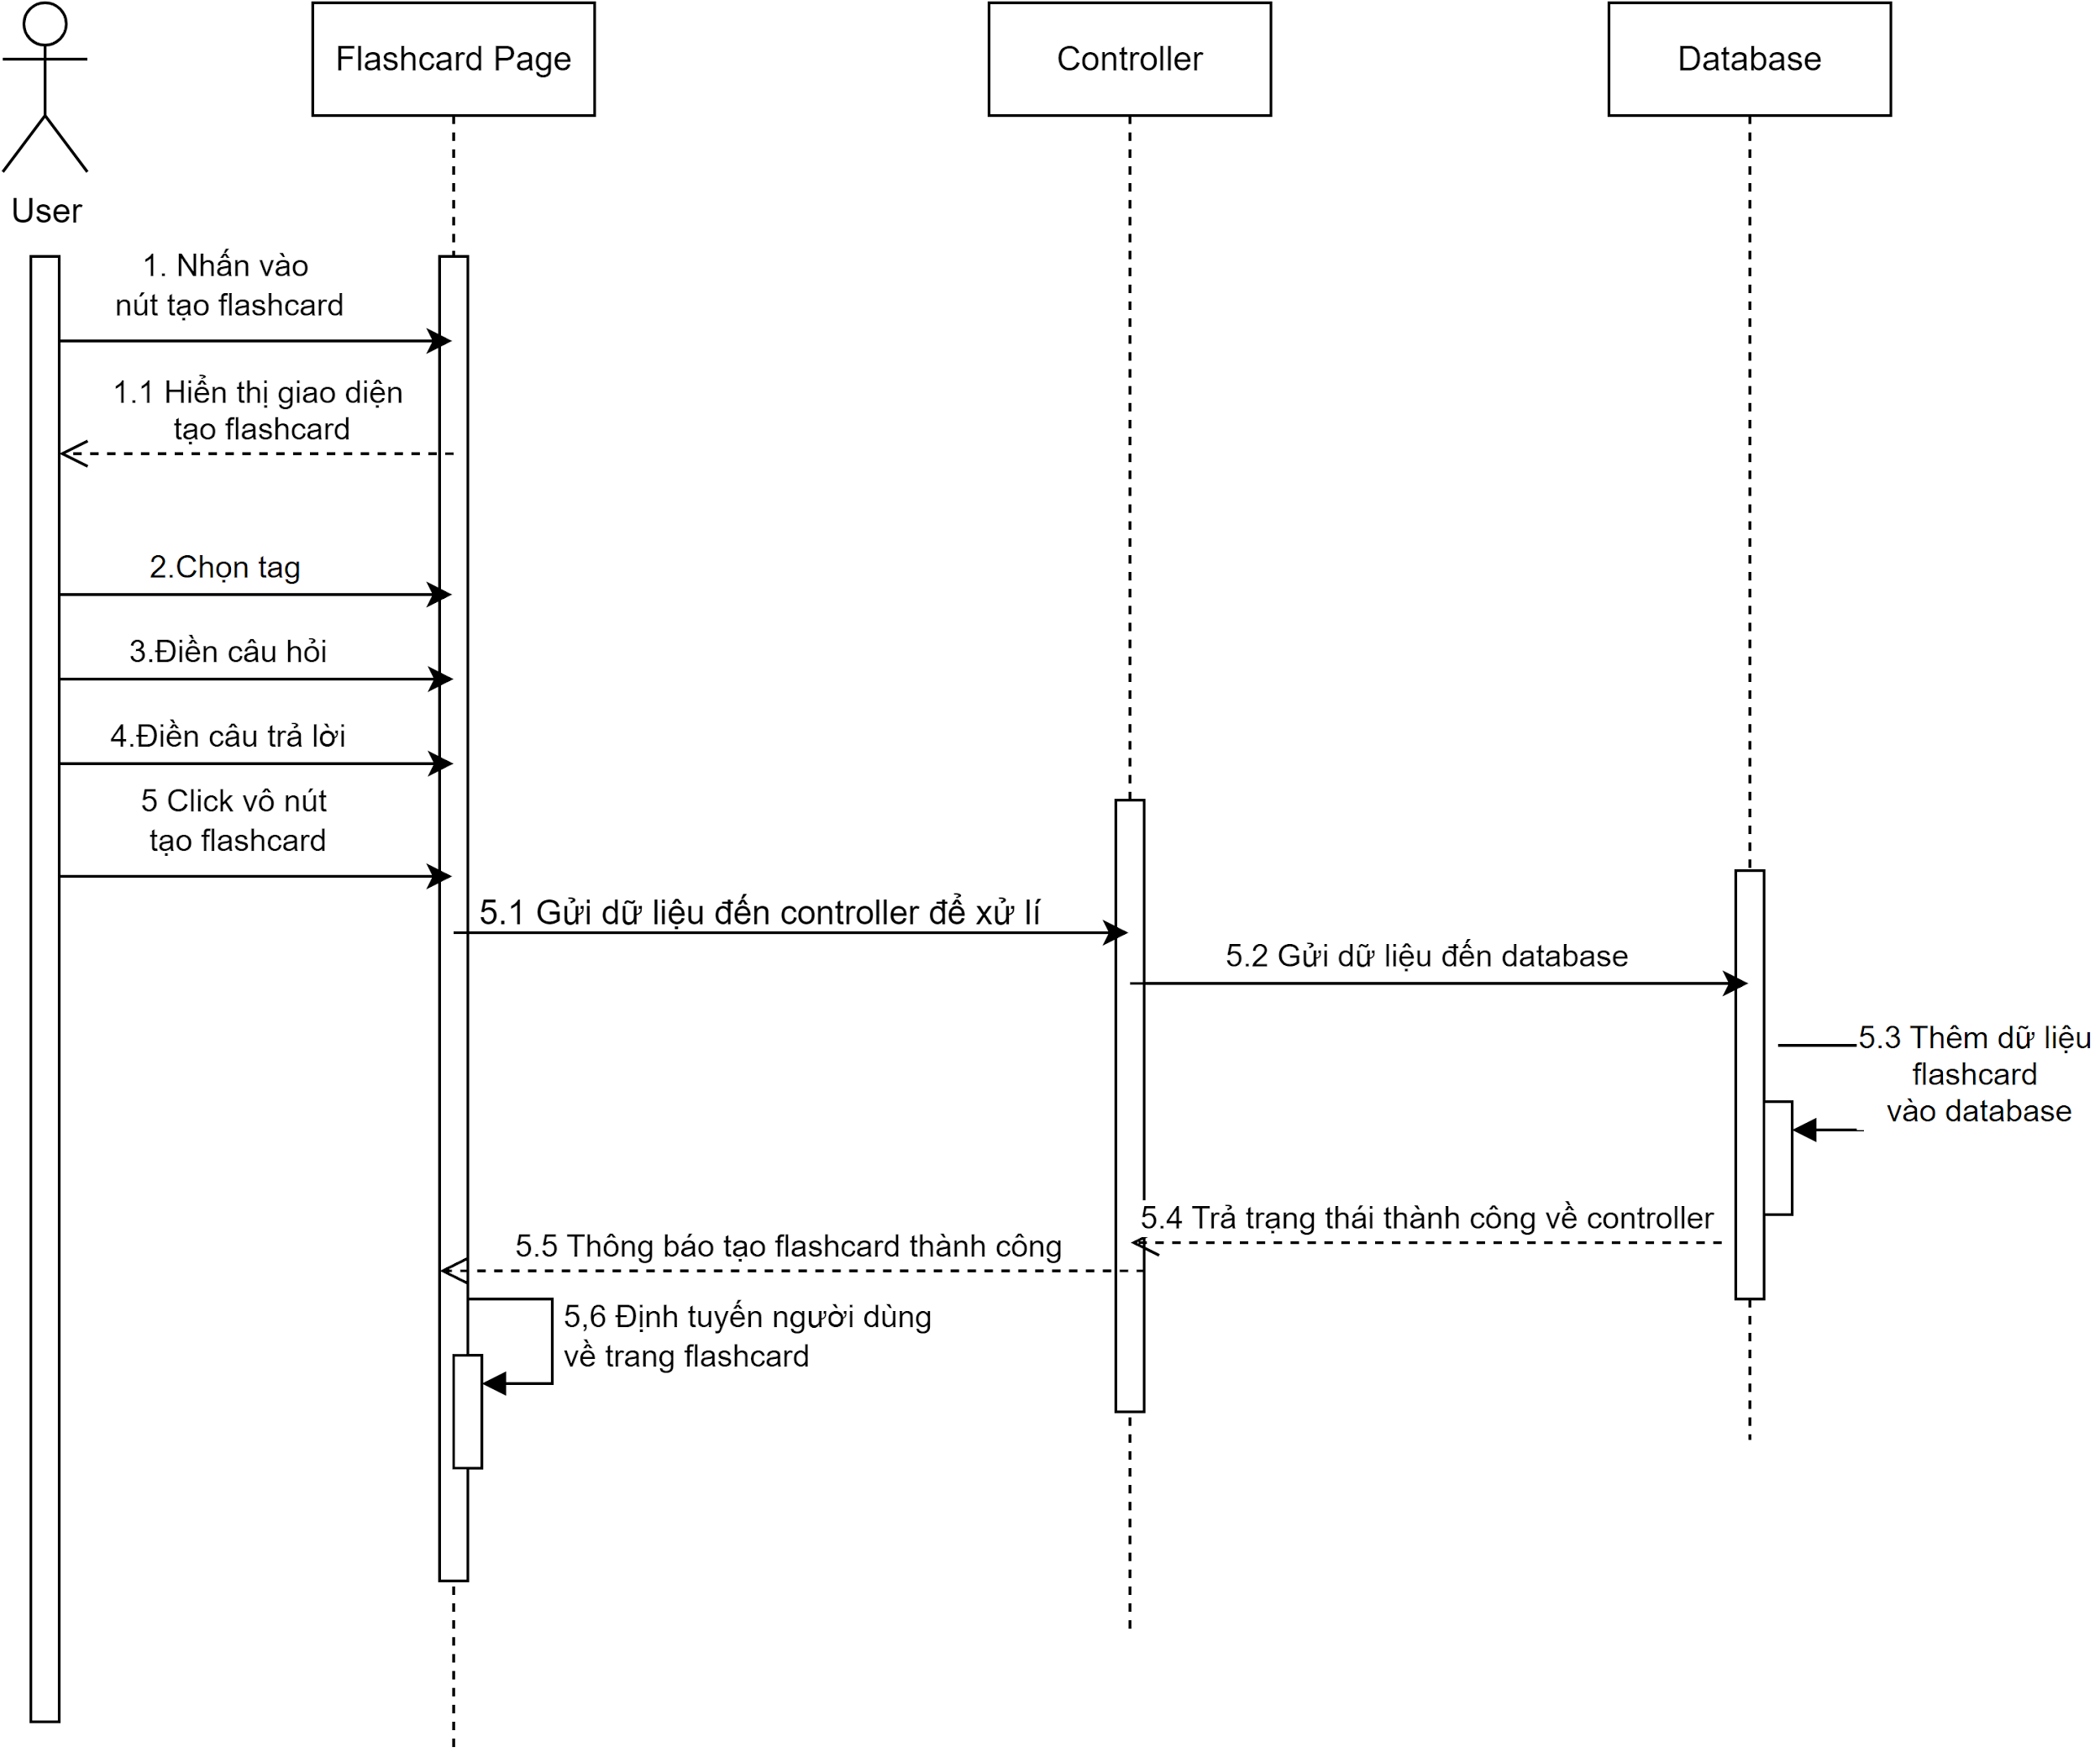 Flashcard Page
Controller
Database
User
1. Nhấn vào
nút tạo flashcard
1.1 Hiển thị giao diện
tạo flashcard
2.Chọn tag
3.Điền câu hỏi
4.Điền câu trả lời
5 Click vô nút
tạo flashcard
5.1 Gửi dữ liệu đến controller để xử lí
5.2 Gửi dữ liệu đến database
5.3 Thêm dữ liệu
flashcard
vào database
5.4 Trả trạng thái thành công về controller
5.5 Thông báo tạo flashcard thành công
5,6 Định tuyến người dùng
về trang flashcard